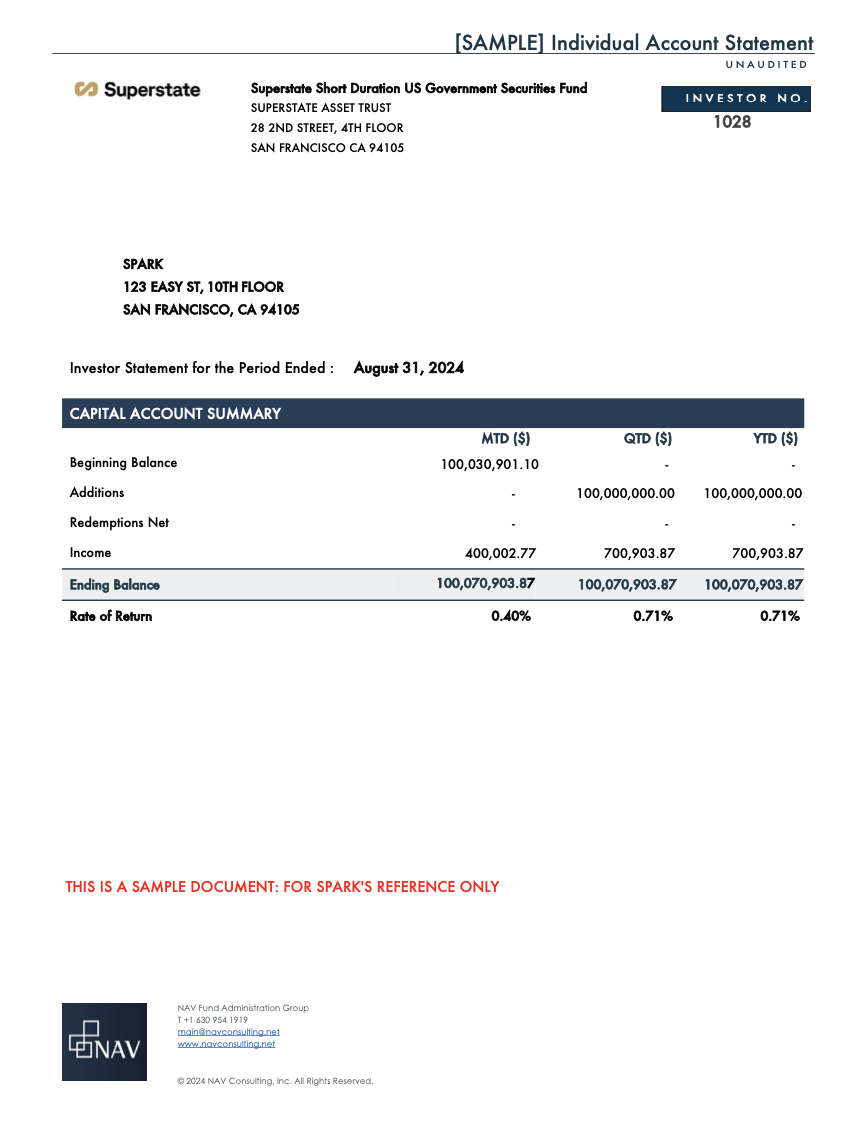 [SAMPLE] Individual Account Statement
UNAUDITED
Superstate
Superstate Short Duration US Government Securities Fund
SUPERSTATE ASSET TRUST
28 2ND STREET, 4TH FLOOR
SAN FRANCISCO CA 94105
INVESTOR NO.
1028
SPARK
123 EASY ST, 10TH FLOOR
SAN FRANCISCO, CA 94105
Investor Statement for the Period Ended : August 31, 2024
CAPITAL ACCOUNT SUMMARY
MTD ($) QTD ($) YTD ($)
Beginning Balance 100,030,901.10 - -
Additions - 100,000,000.00 100,000,000.00
Redemptions Net - - -
Income 400,002.77 700,903.87 700,903.87
Ending Balance 100,070,903.87 100,070,903.87 100,070,903.87
Rate of Return 0.40% 0.71% 0.71%
THIS IS A SAMPLE DOCUMENT: FOR SPARK'S REFERENCE ONLY
NAV
NAV Fund Administration Group
T +1 630 954 1919
main@navconsulting.net
www.navconsulting.net
© 2024 NAV Consulting, Inc. All Rights Reserved.